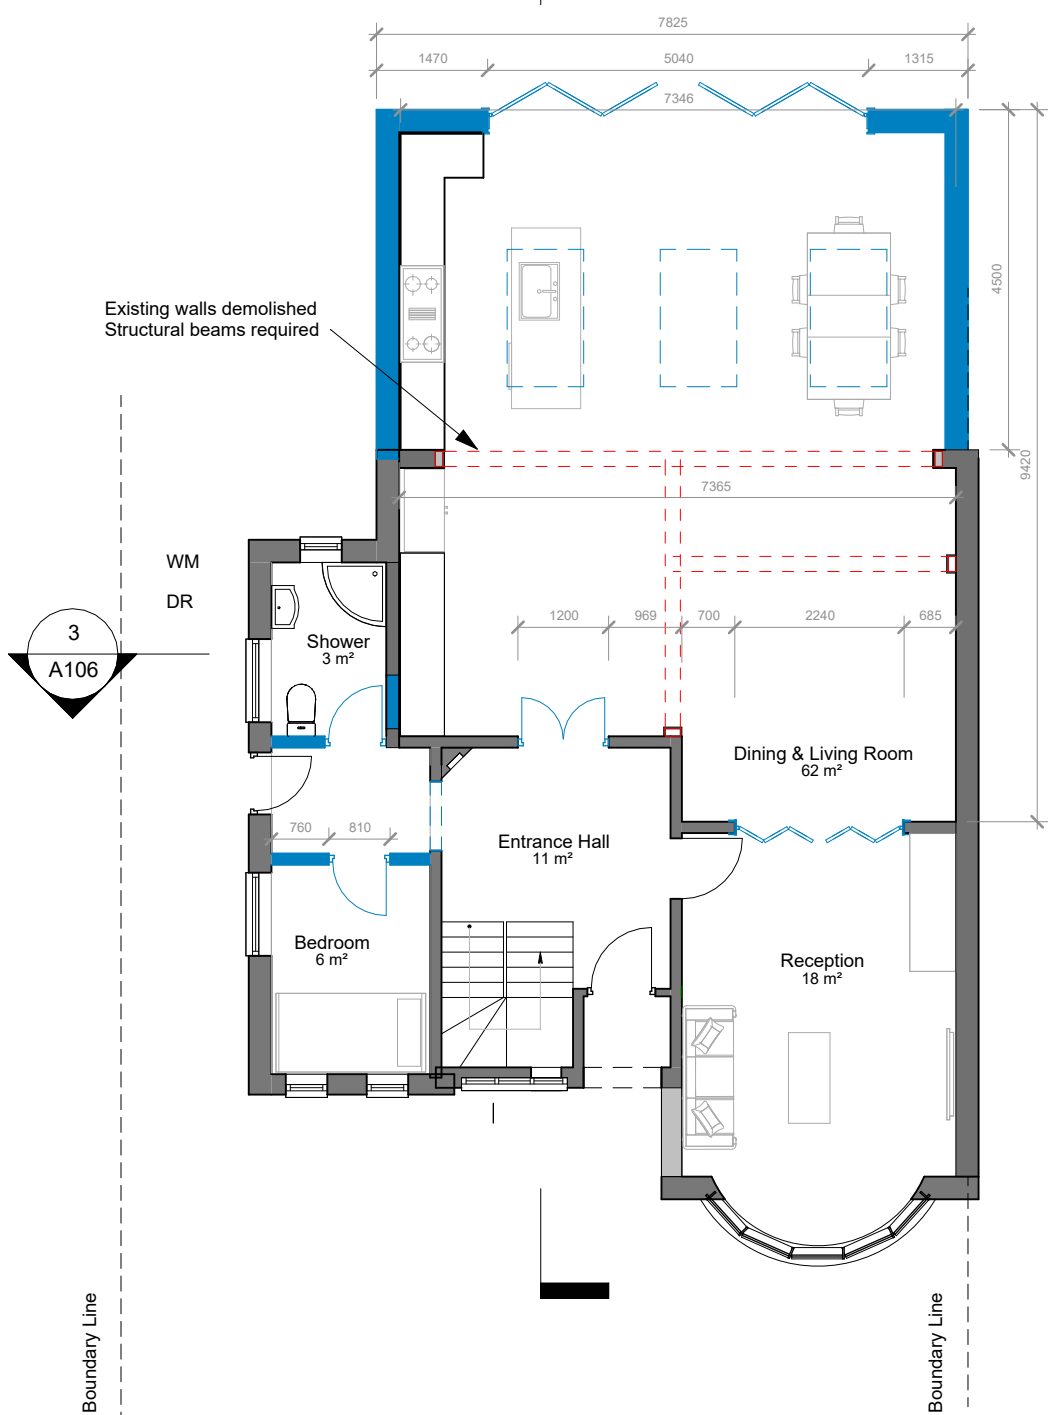 7825
1470
5040
1315
7346
4500
9420
Existing walls demolished
Structural beams required
7365
WM
DR
3
A106
Shower
3 m²
1200
969
700
2240
685
Dining & Living Room
62 m²
760
810
Entrance Hall
11 m²
Bedroom
6 m²
Reception
18 m²
Boundary Line
Boundary Line